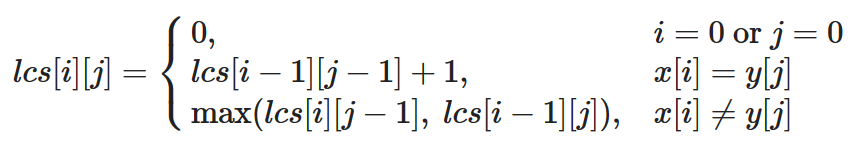 0, i = 0 or j = 0
lcs[i][j] = { lcs[i − 1][j − 1] + 1, x[i] = y[j]
max(lcs[i][j − 1], lcs[i − 1][j]), x[i] ≠ y[j]